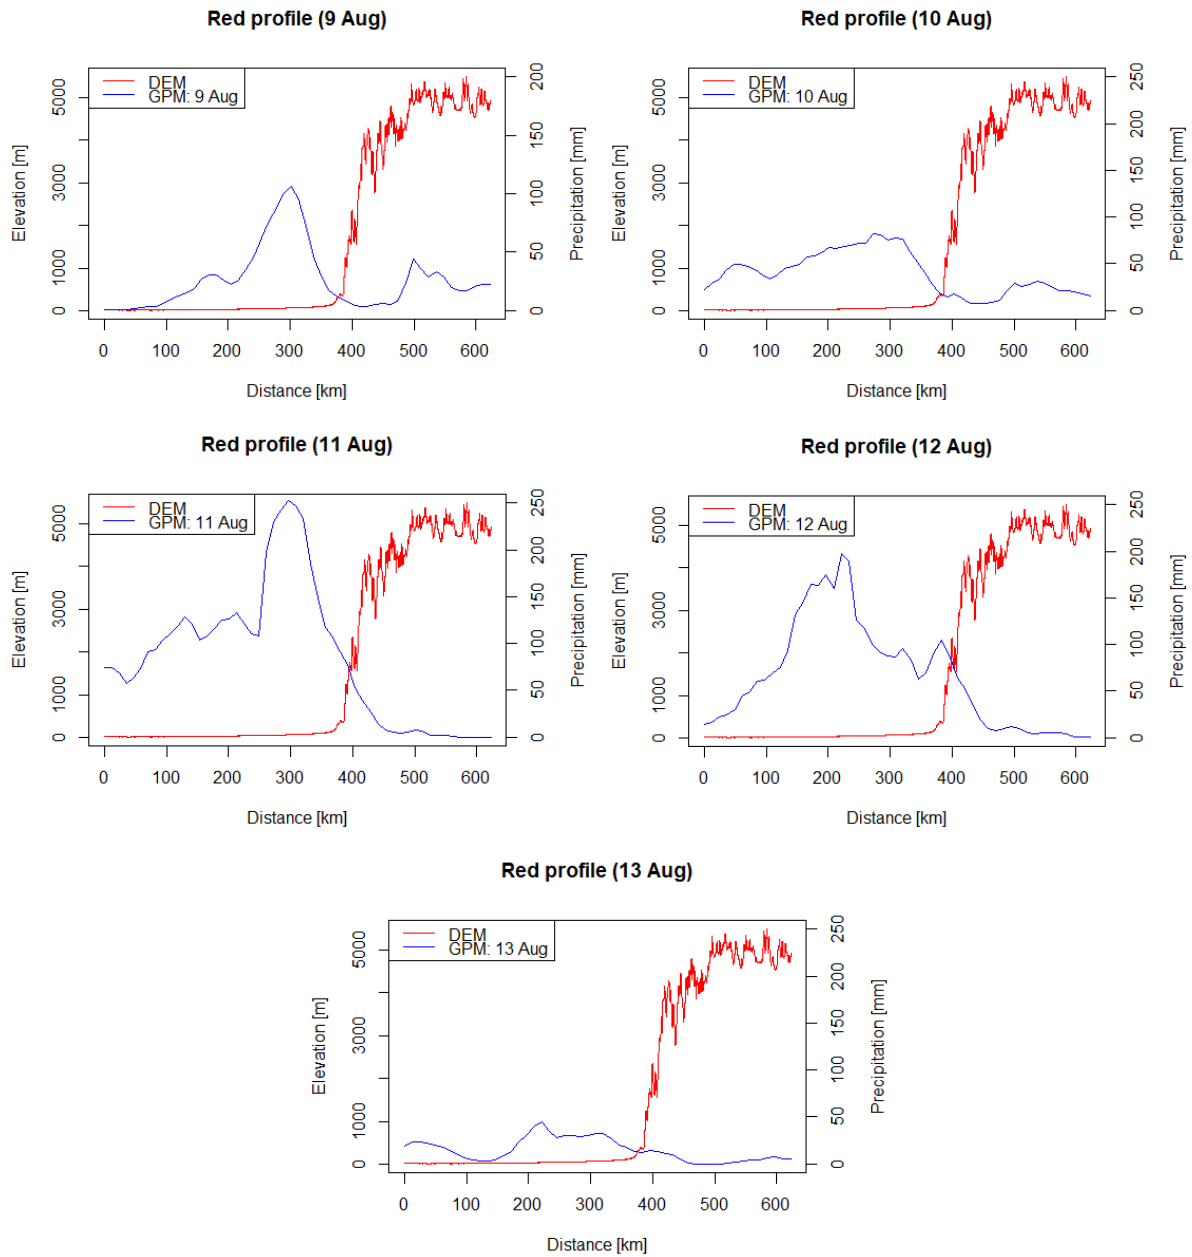 Red profile (9 Aug)
DEM
GPM: 9 Aug
Elevation [m]
0 1000 3000 5000
Precipitation [mm]
0 50 100 150 200
0 100 200 300 400 500 600
Distance [km]
Red profile (10 Aug)
DEM
GPM: 10 Aug
Elevation [m]
0 1000 3000 5000
Precipitation [mm]
0 50 100 150 200 250
0 100 200 300 400 500 600
Distance [km]
Red profile (11 Aug)
DEM
GPM: 11 Aug
Elevation [m]
0 1000 3000 5000
Precipitation [mm]
0 50 100 150 200 250
0 100 200 300 400 500 600
Distance [km]
Red profile (12 Aug)
DEM
GPM: 12 Aug
Elevation [m]
0 1000 3000 5000
Precipitation [mm]
0 50 100 150 200 250
0 100 200 300 400 500 600
Distance [km]
Red profile (13 Aug)
DEM
GPM: 13 Aug
Elevation [m]
0 1000 3000 5000
Precipitation [mm]
0 50 100 150 200 250
0 100 200 300 400 500 600
Distance [km]